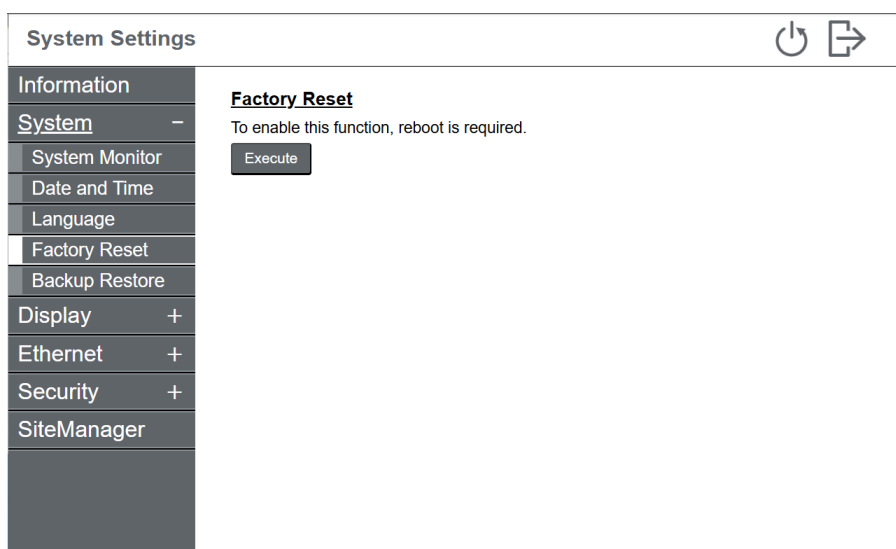 System Settings
Information
System −
System Monitor
Date and Time
Language
Factory Reset
Backup Restore
Display +
Ethernet +
Security +
SiteManager
Factory Reset
To enable this function, reboot is required.
Execute